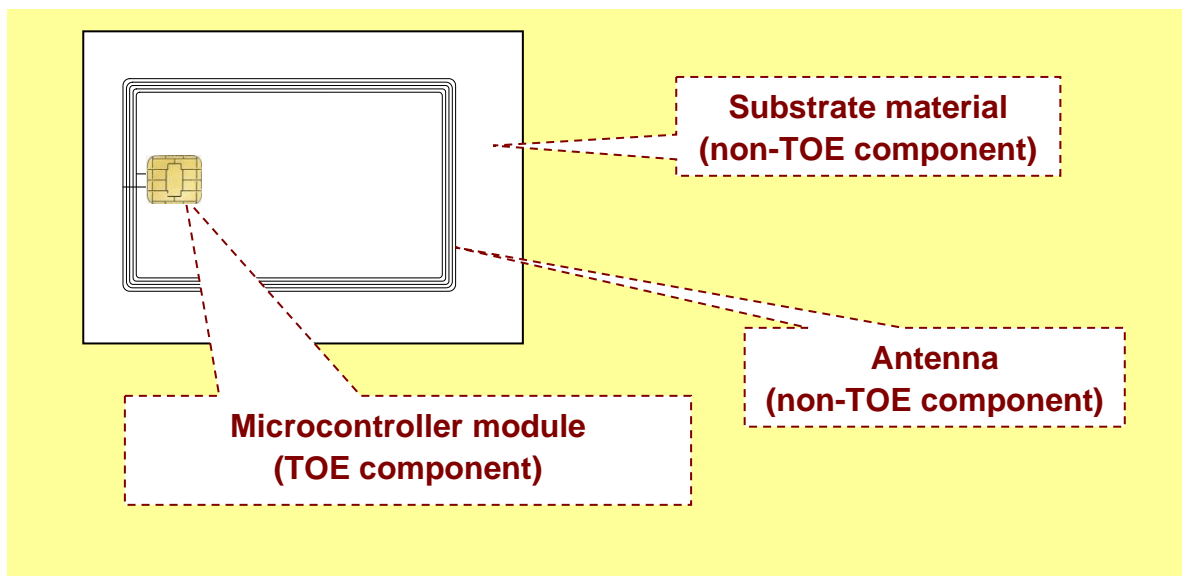 Substrate material
(non-TOE component)
Antenna
(non-TOE component)
Microcontroller module
(TOE component)